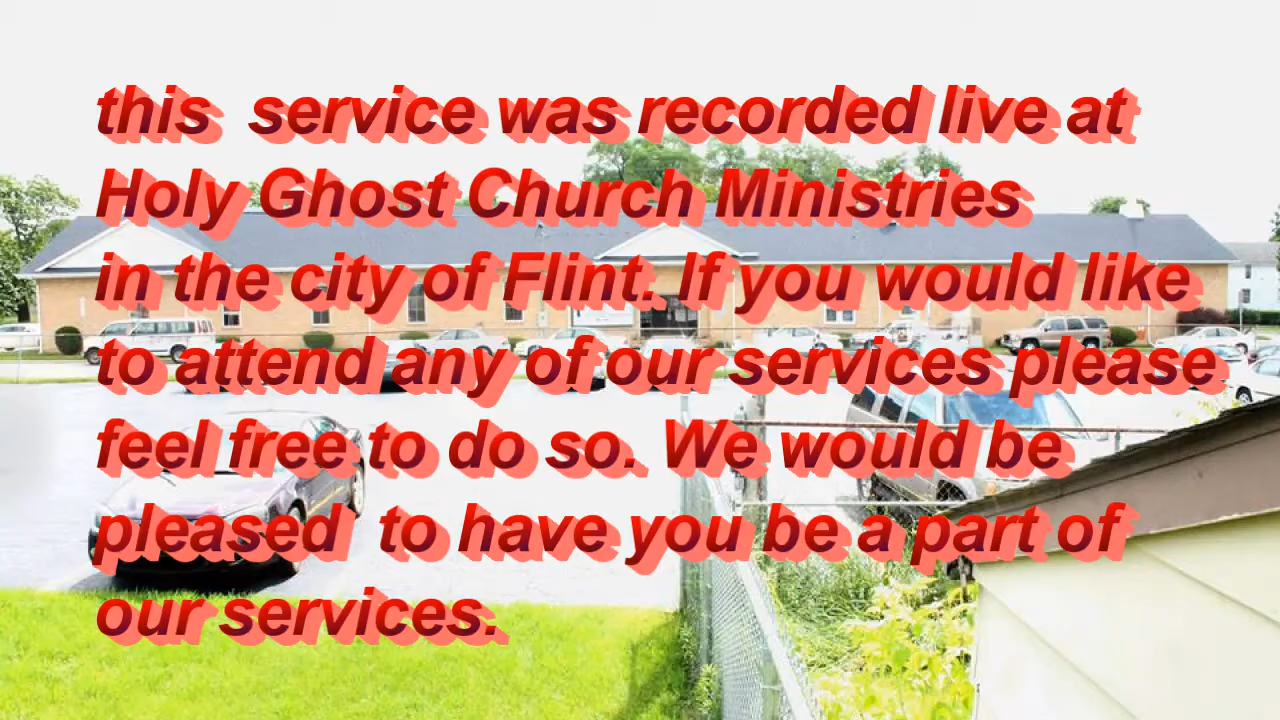 this  service was recorded live at
Holy Ghost Church Ministries
in the city of Flint. If you would like
to attend any of our services please
feel free to do so. We would be
pleased  to have you be a part of
our services.